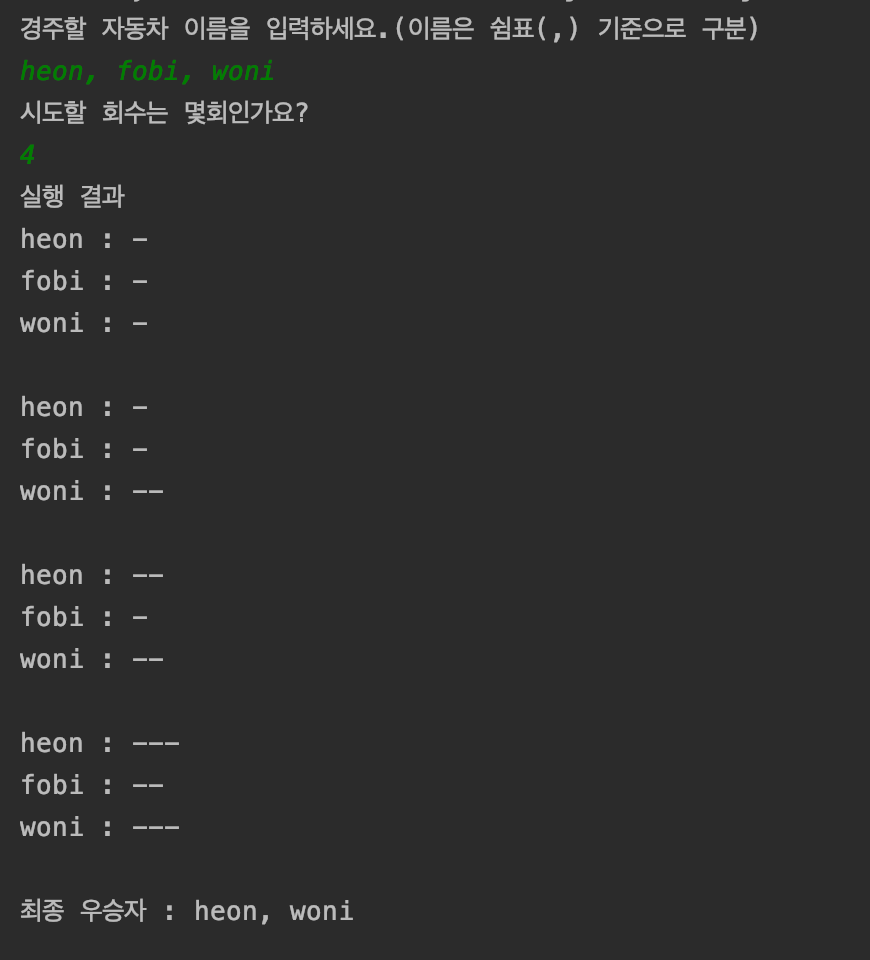 경주할 자동차 이름을 입력하세요.(이름은 쉼표(,) 기준으로 구분)
heon, fobi, woni
시도할 회수는 몇회인가요?
4
실행 결과
heon : -
fobi : -
woni : -

heon : -
fobi : -
woni : --

heon : --
fobi : -
woni : --

heon : ---
fobi : --
woni : ---

최종 우승자 : heon, woni